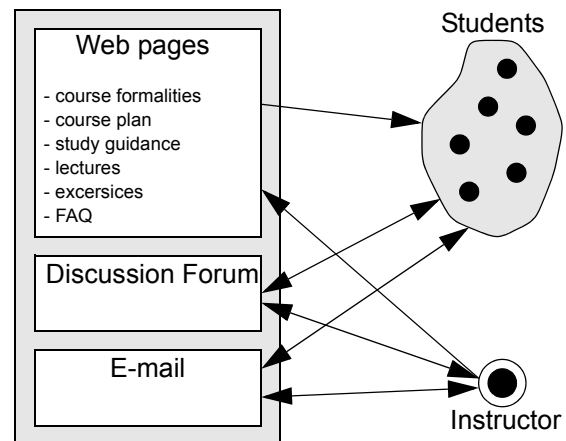 Web pages
- course formalities
- course plan
- study guidance
- lectures
- excersices
- FAQ
Discussion Forum
E-mail
Students
Instructor